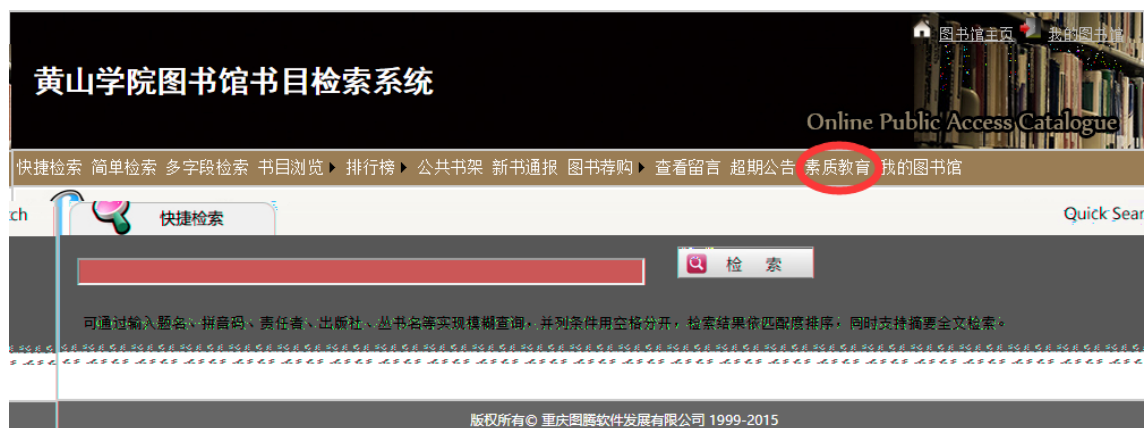 图书馆主页 我的图书馆
黄山学院图书馆书目检索系统
Online Public Access Catalogue
快捷检索 简单检索 多字段检索 书目浏览 排行榜 公共书架 新书通报 图书荐购 查看留言 超期公告 素质教育 我的图书馆
ch 快捷检索 Quick Sear
检 索
可通过输入题名、拼音码、责任者、出版社、丛书名等实现模糊查询，并列条件用空格分开，检索结果依匹配度排序，同时支持摘要全文检索。
版权所有© 重庆图腾软件发展有限公司 1999-2015